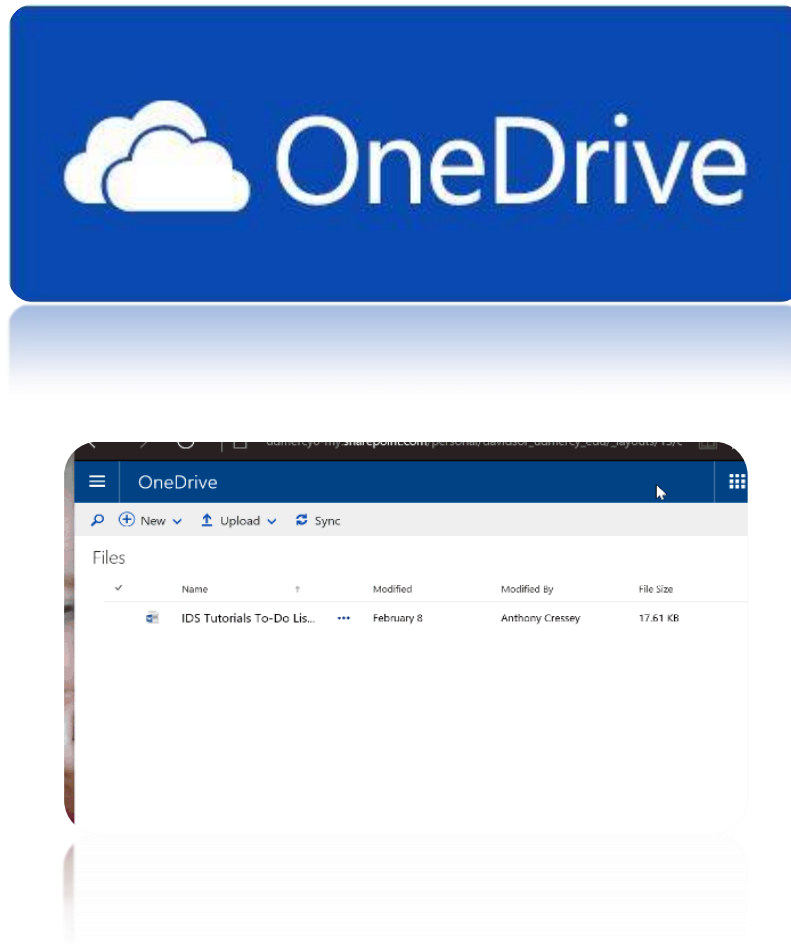 OneDrive
OneDrive
New Upload Sync
Files
Name Modified Modified By File Size
IDS Tutorials To-Do Lis... February 8 Anthony Cressey 17.61 KB